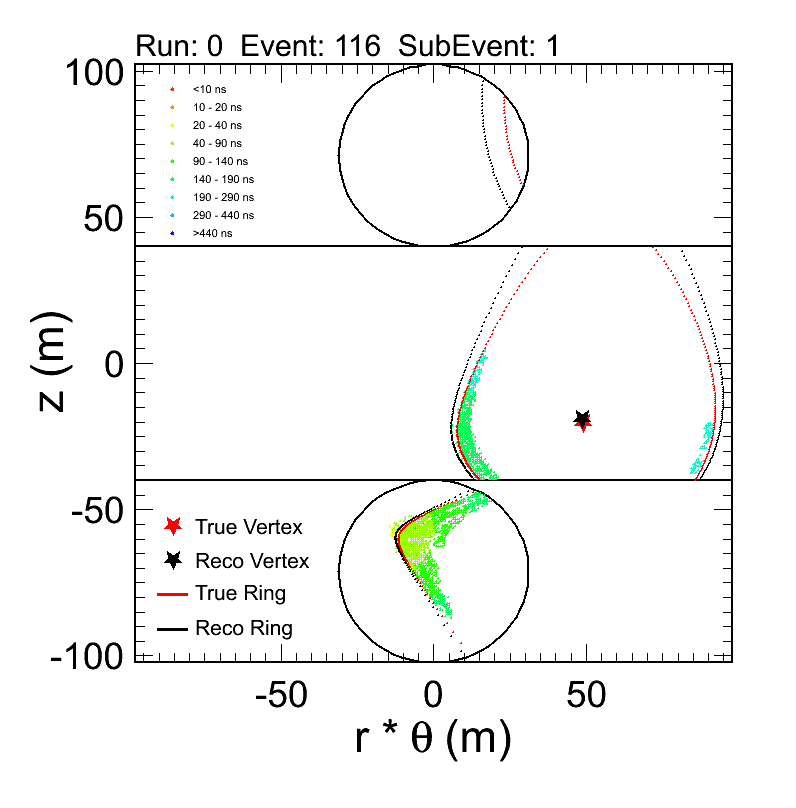 Run: 0  Event: 116  SubEvent: 1
100
<10 ns
10 - 20 ns
20 - 40 ns
40 - 90 ns
90 - 140 ns
140 - 190 ns
190 - 290 ns
290 - 440 ns
>440 ns
50
0
z (m)
-50
True Vertex
Reco Vertex
True Ring
Reco Ring
-100
-50 0 50
r * θ (m)